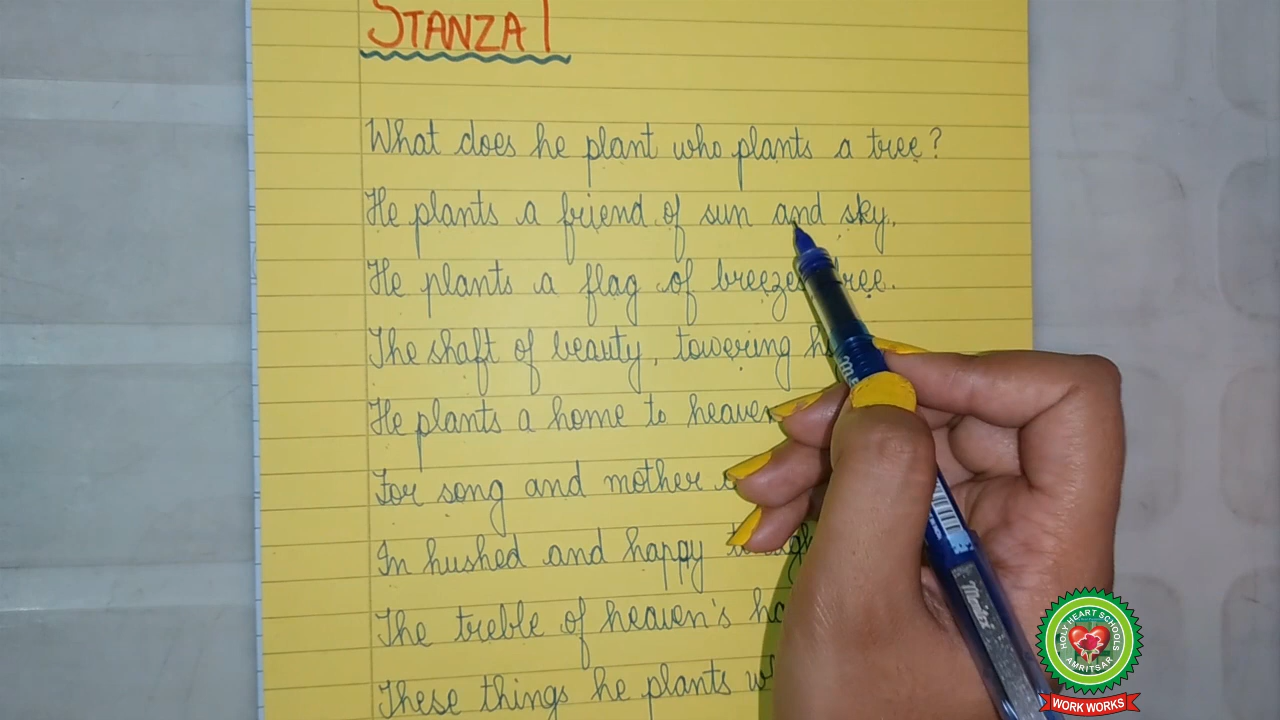 STANZA 1
What does he plant who plants a tree?
He plants a friend of sun and sky,
He plants a flag of breezes free.
The shaft of beauty, towering h
He plants a home to heaven
For song and mother
In hushed and happy
The treble of heaven's ha
These things he plants w
HOLY HEART SCHOOLS
AMRITSAR
WORK WORKS